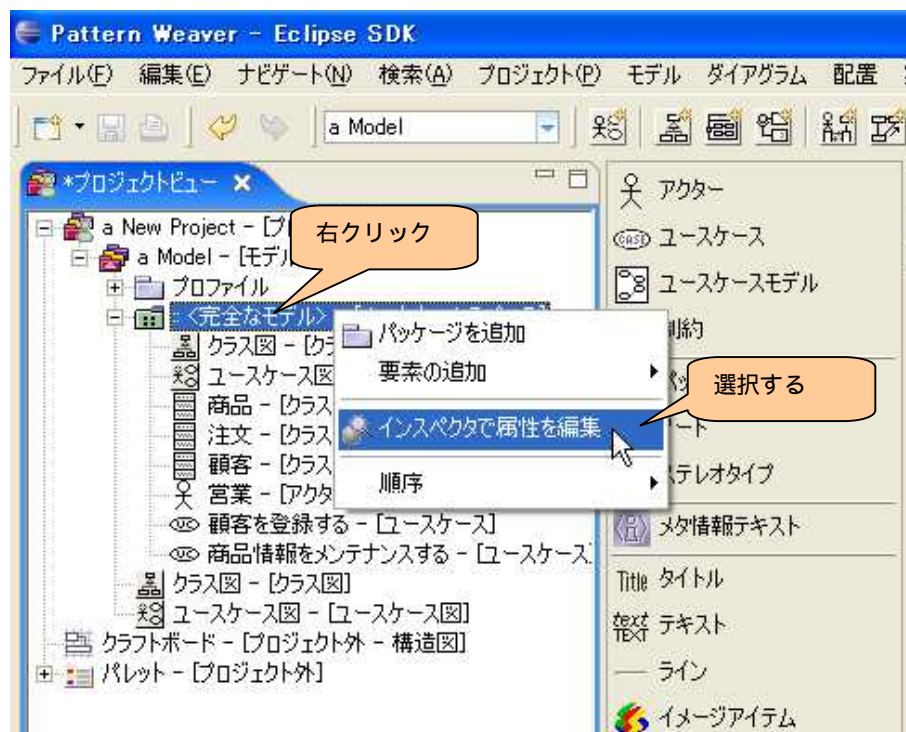 Pattern Weaver - Eclipse SDK
ファイル(F) 編集(E) ナビゲート(N) 検索(A) プロジェクト(P) モデル ダイアグラム 配置
a Model
*プロジェクトビュー
a New Project - [プ
右クリック
a Model - [モデル
プロファイル
: <完全なモデル>
クラス図 - [クラ
ユースケース図
商品 - [クラス
注文 - [クラス
顧客 - [クラス
営業 - [アクタ
顧客を登録する - [ユースケース]
商品情報をメンテナンスする - [ユースケース
クラス図 - [クラス図]
ユースケース図 - [ユースケース図]
クラフトボード - [プロジェクト外 - 構造図]
パレット - [プロジェクト外]
パッケージを追加
要素の追加
インスペクタで属性を編集
順序
選択する
アクター
CASE ユースケース
ユースケースモデル
制約
ート
ステレオタイプ
メタ情報テキスト
Title タイトル
text TEXT テキスト
ライン
イメージアイテム